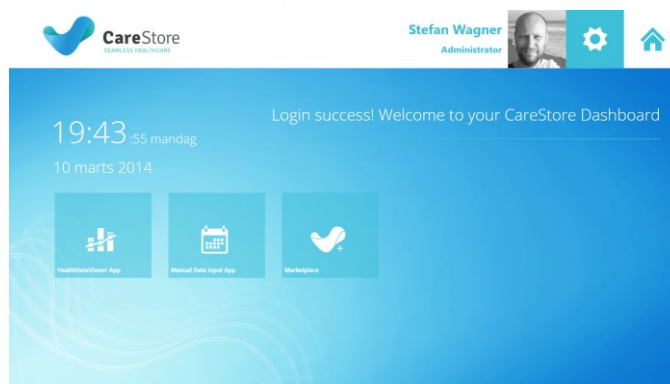 CareStore
SEAMLESS HEALTHCARE
Stefan Wagner
Administrator
Login success! Welcome to your CareStore Dashboard
19:43 :55 mandag
10 marts 2014
HealthDataViewer App
Manual Data Input App
Marketplace